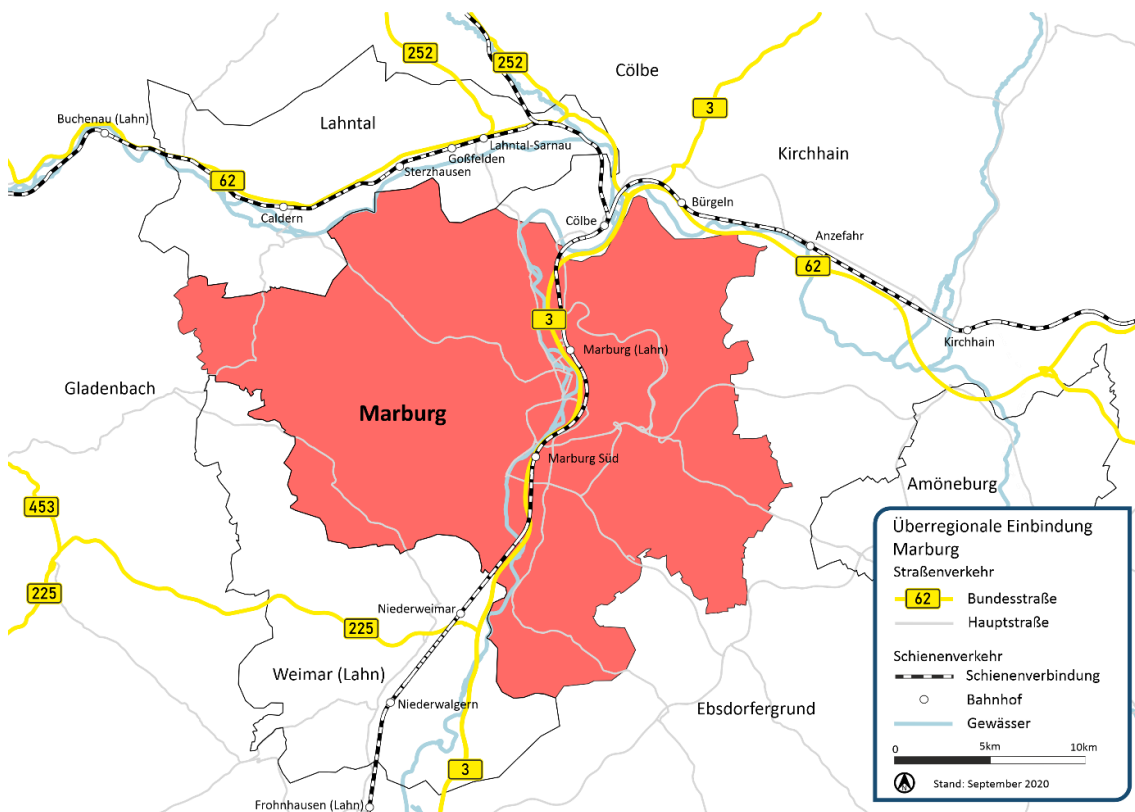 252
252
Cölbe
3
Buchenau (Lahn)
Lahntal
Lahntal-Sarnau
Goßfelden
Kirchhain
Sterzhausen
62
Bürgeln
Caldern
Cölbe
Anzefahr
62
3
Kirchhain
Marburg (Lahn)
Gladenbach
Marburg
Marburg Süd
Amöneburg
453
225
Niederweimar
225
Weimar (Lahn)
Niederwalgern
Ebsdorfergrund
3
Frohnhausen (Lahn)
Überregionale Einbindung
Marburg
Straßenverkehr
62 Bundesstraße
Hauptstraße
Schienenverkehr
Schienenverbindung
Bahnhof
Gewässer
0 5km 10km
Stand: September 2020